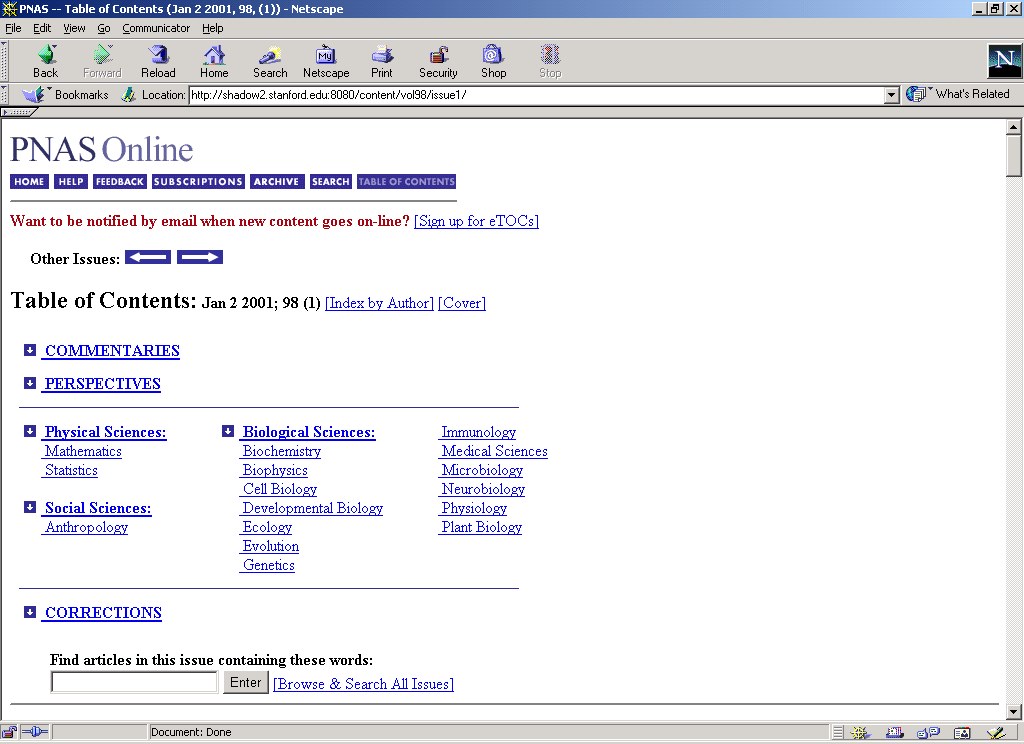 PNAS -- Table of Contents (Jan 2 2001, 98, (1)) - Netscape
File Edit View Go Communicator Help
My
N
Back Forward Reload Home Search Netscape Print Security Shop Stop
Bookmarks Location: http://shadow2.stanford.edu:8080/content/vol98/issue1/ What's Related
PNAS Online
HOME HELP FEEDBACK SUBSCRIPTIONS ARCHIVE SEARCH TABLE OF CONTENTS
Want to be notified by email when new content goes on-line? [Sign up for eTOCs]
Other Issues:
Table of Contents: Jan 2 2001; 98 (1) [Index by Author] [Cover]
COMMENTARIES
PERSPECTIVES
Physical Sciences:
Mathematics
Statistics
Social Sciences:
Anthropology
Biological Sciences:
Biochemistry
Biophysics
Cell Biology
Developmental Biology
Ecology
Evolution
Genetics
Immunology
Medical Sciences
Microbiology
Neurobiology
Physiology
Plant Biology
CORRECTIONS
Find articles in this issue containing these words:
Enter [Browse & Search All Issues]
Document: Done